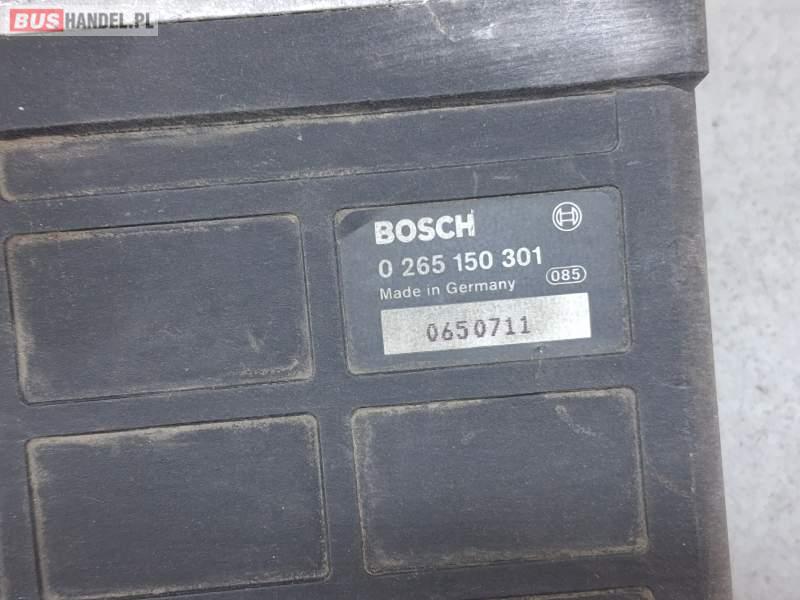 BUSHANDEL.PL
BOSCH
0 265 150 301
Made in Germany 085
0650711